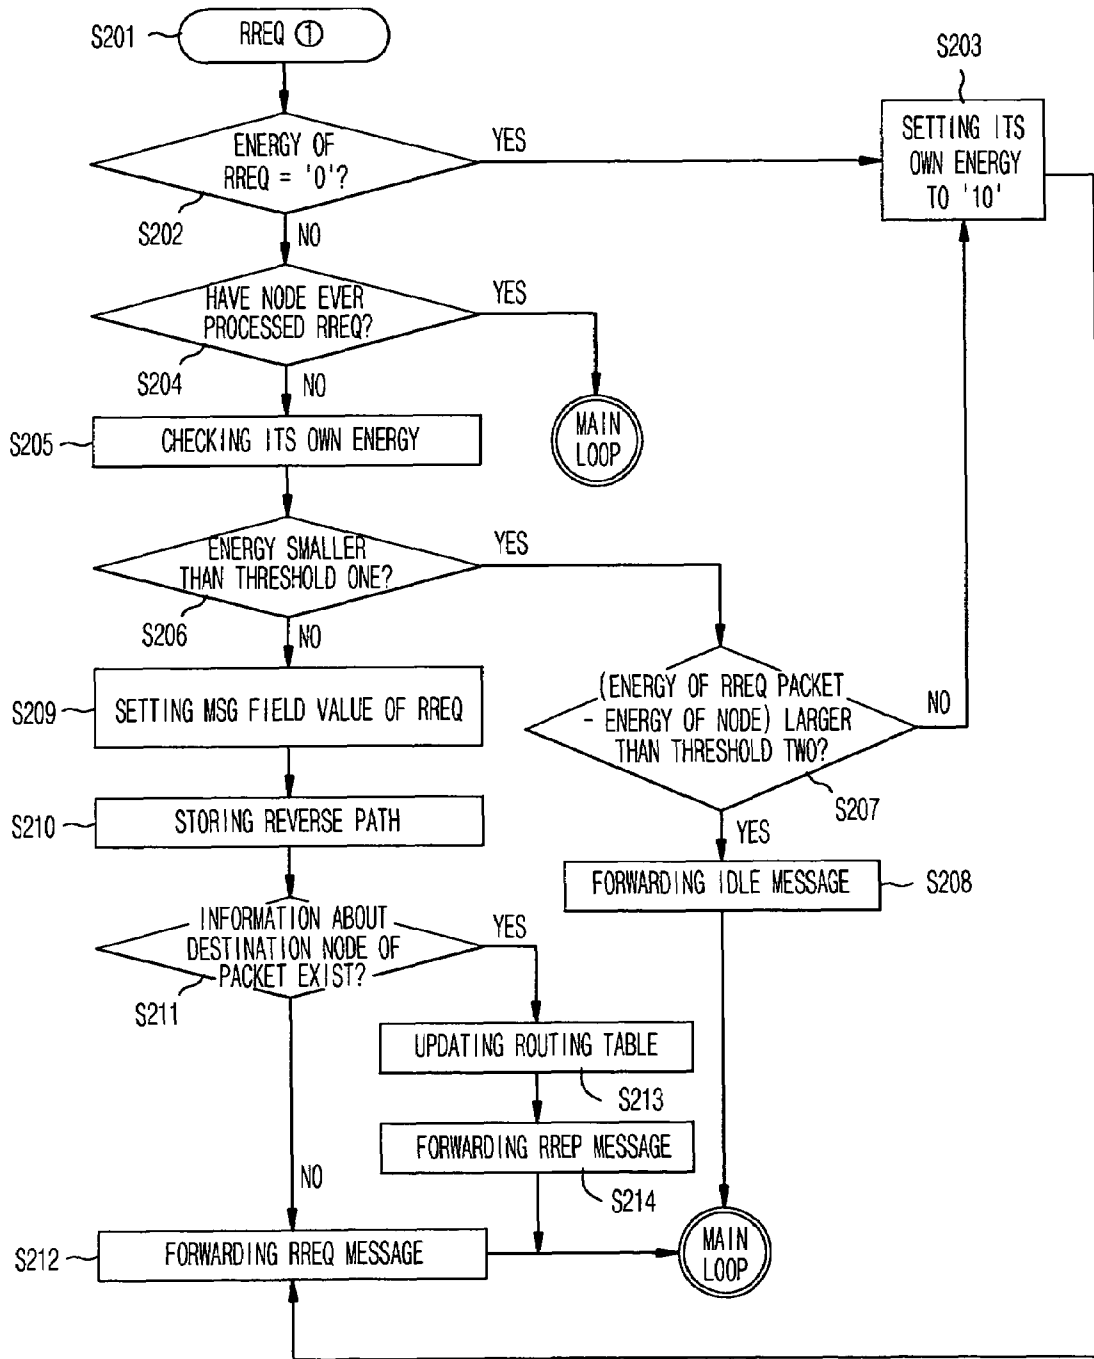 S201
RREQ ①
S203
ENERGY OF
RREQ = '0'?
YES
SETTING ITS
OWN ENERGY
TO '10'
S202
NO
HAVE NODE EVER
PROCESSED RREQ?
YES
S204
NO
MAIN
LOOP
S205
CHECKING ITS OWN ENERGY
ENERGY SMALLER
THAN THRESHOLD ONE?
YES
S206
NO
S209
SETTING MSG FIELD VALUE OF RREQ
(ENERGY OF RREQ PACKET
- ENERGY OF NODE) LARGER
THAN THRESHOLD TWO?
NO
S207
YES
S210
STORING REVERSE PATH
FORWARDING IDLE MESSAGE
S208
INFORMATION ABOUT
DESTINATION NODE OF
PACKET EXIST?
YES
S211
UPDATING ROUTING TABLE
S213
FORWARDING RREP MESSAGE
S214
NO
S212
FORWARDING RREQ MESSAGE
MAIN
LOOP